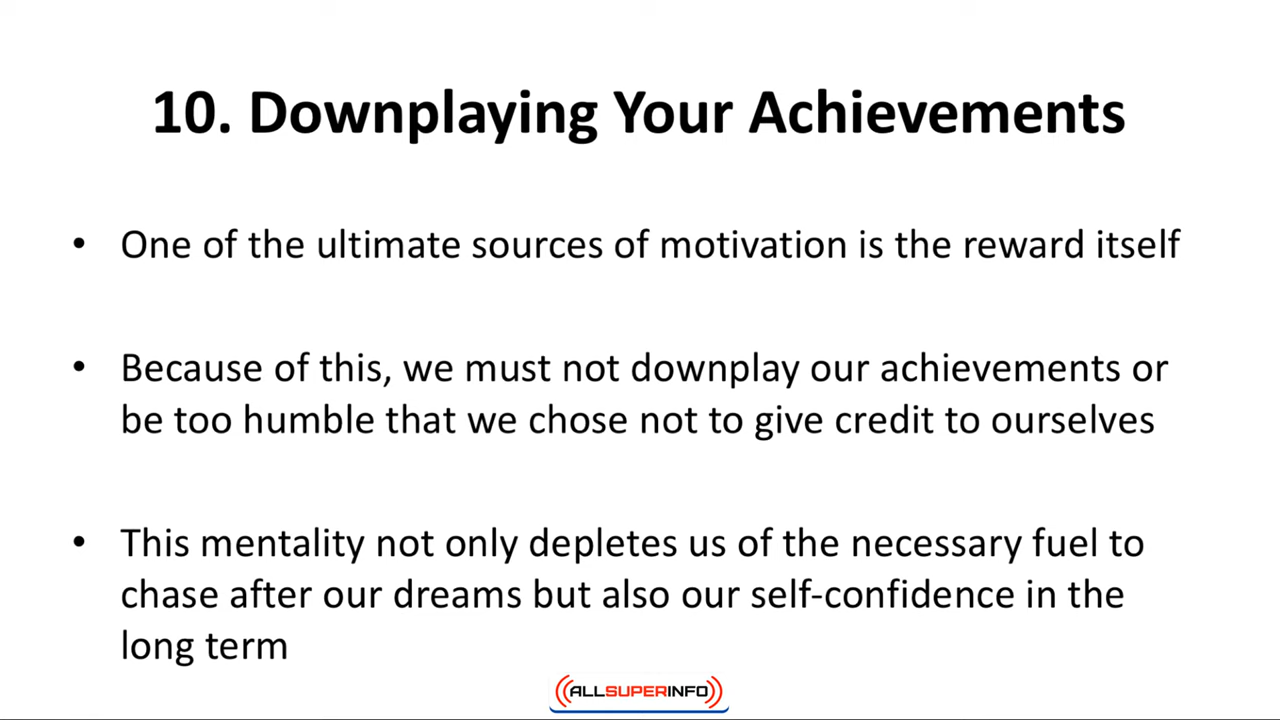 10. Downplaying Your Achievements
• One of the ultimate sources of motivation is the reward itself
• Because of this, we must not downplay our achievements or
be too humble that we chose not to give credit to ourselves
• This mentality not only depletes us of the necessary fuel to
chase after our dreams but also our self-confidence in the
long term
ALLSUPERINFO